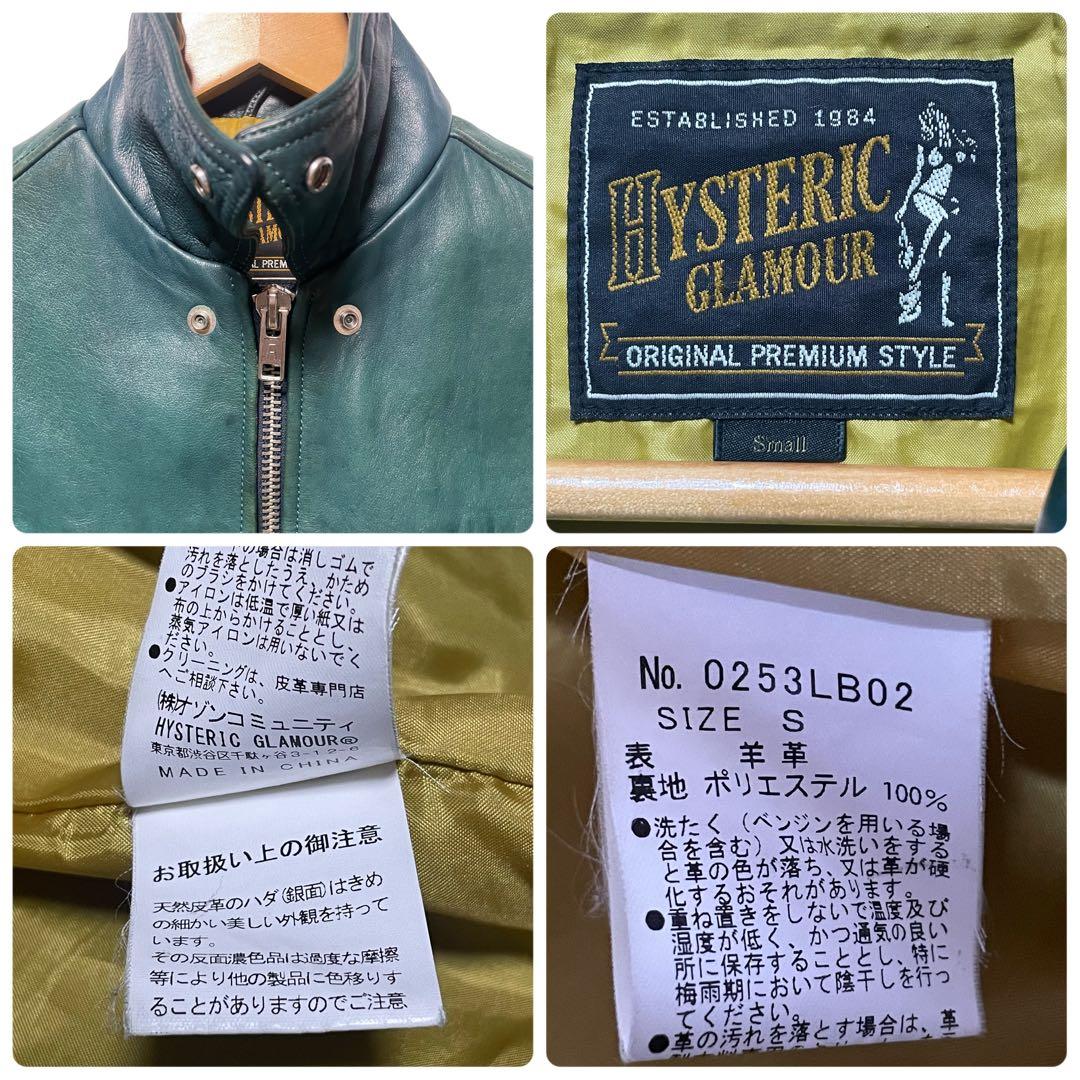 GLAMO
L PREM
ESTABLISHED 1984
HYSTERIC
GLAMOUR
ORIGINAL PREMIUM STYLE
Small
の場合は消しゴムで
汚れを落としたうえ、かため
のブラシをかけてください。
●アイロンは低温で厚い紙又は
布の上からかけることとし、
蒸気アイロンは用いないでく
ださい。
●クリーニングは、皮革専門店
へご相談下さい。
(株)オゾンコミュニティ
HYSTERIC GLAMOUR®
東京都渋谷区千駄ヶ谷3-12-6
MADE IN CHINA
お取扱い上の御注意
天然皮革のハダ(銀面)はきめ
の細かい美しい外観を持って
います。
その反面濃色品は過度な摩擦
等により他の製品に色移りす
ることがありますのでご注意
No. 0253LB02
SIZE S
表 羊革
裏地 ポリエステル 100%
●洗たく(ベンジンを用いる場
合を含む)又は水洗いをする
と革の色が落ち、又は革が硬
化するおそれがあります。
●重ね置きをしないで温度及び
湿度が低く、かつ通気の良い
所に保存することとし、特に
梅雨期において陰干しを行っ
てください。
●革の汚れを落とす場合は、革